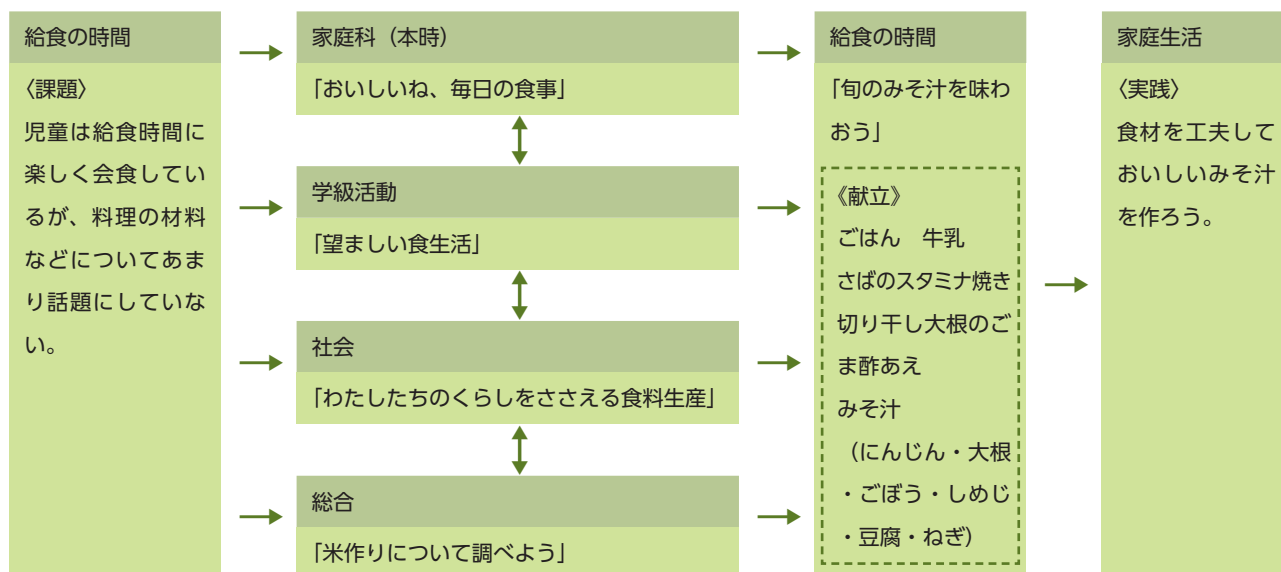 給食の時間
〈課題〉
児童は給食時間に
楽しく会食してい
るが、料理の材料
などについてあま
り話題にしていな
い。
家庭科（本時）
「おいしいね、毎日の食事」
学級活動
「望ましい食生活」
社会
「わたしたちのくらしをささえる食料生産」
総合
「米作りについて調べよう」
給食の時間
「旬のみそ汁を味わ
おう」
《献立》
ごはん　牛乳
さばのスタミナ焼き
切り干し大根のご
ま酢あえ
みそ汁
（にんじん・大根
・ごぼう・しめじ
・豆腐・ねぎ）
家庭生活
〈実践〉
食材を工夫して
おいしいみそ汁
を作ろう。